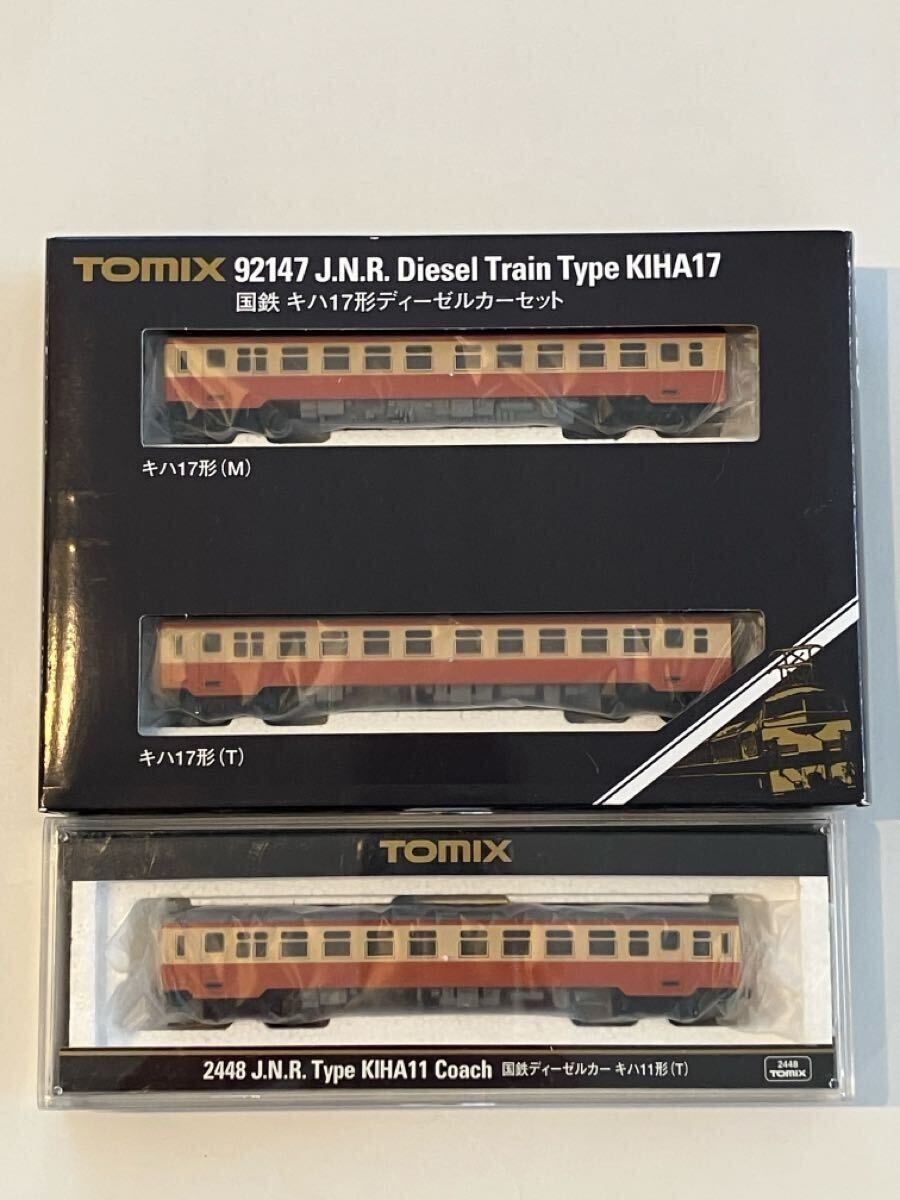 TOMIX 92147 J.N.R. Diesel Train Type KIHA17
国鉄 キハ17形ディーゼルカーセット
キハ17形(M)
キハ17形(T)
TOMIX
2448 J.N.R. Type KIHA11 Coach 国鉄ディーゼルカー キハ11形(T)
2448
TOMIX